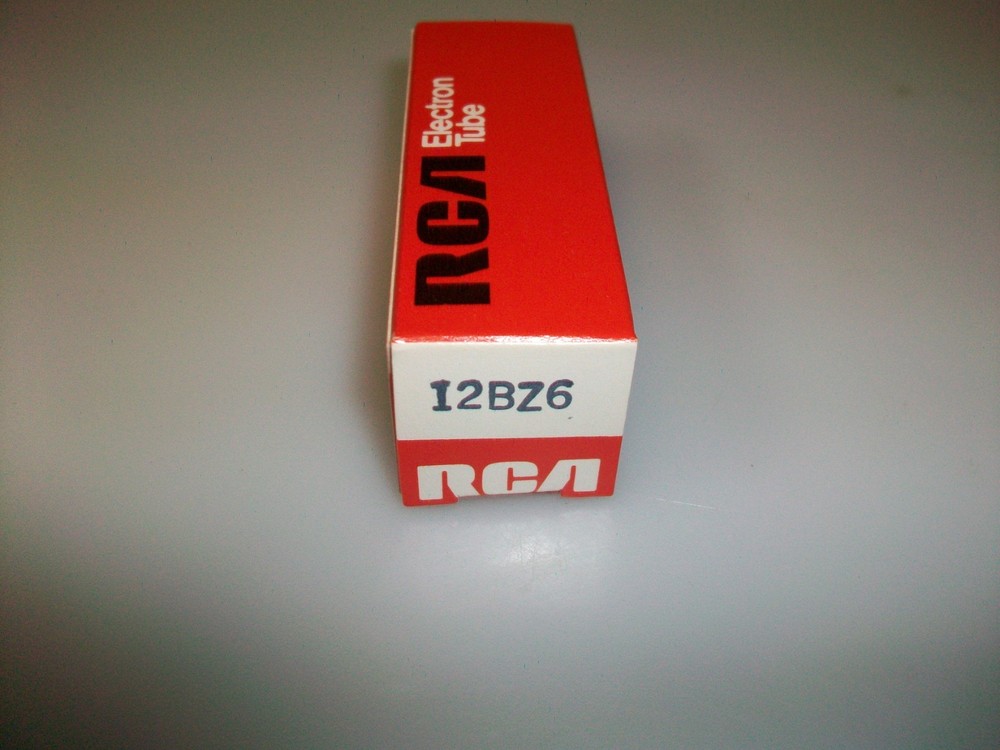 RCA Electron
Tube
12BZ6
RCA